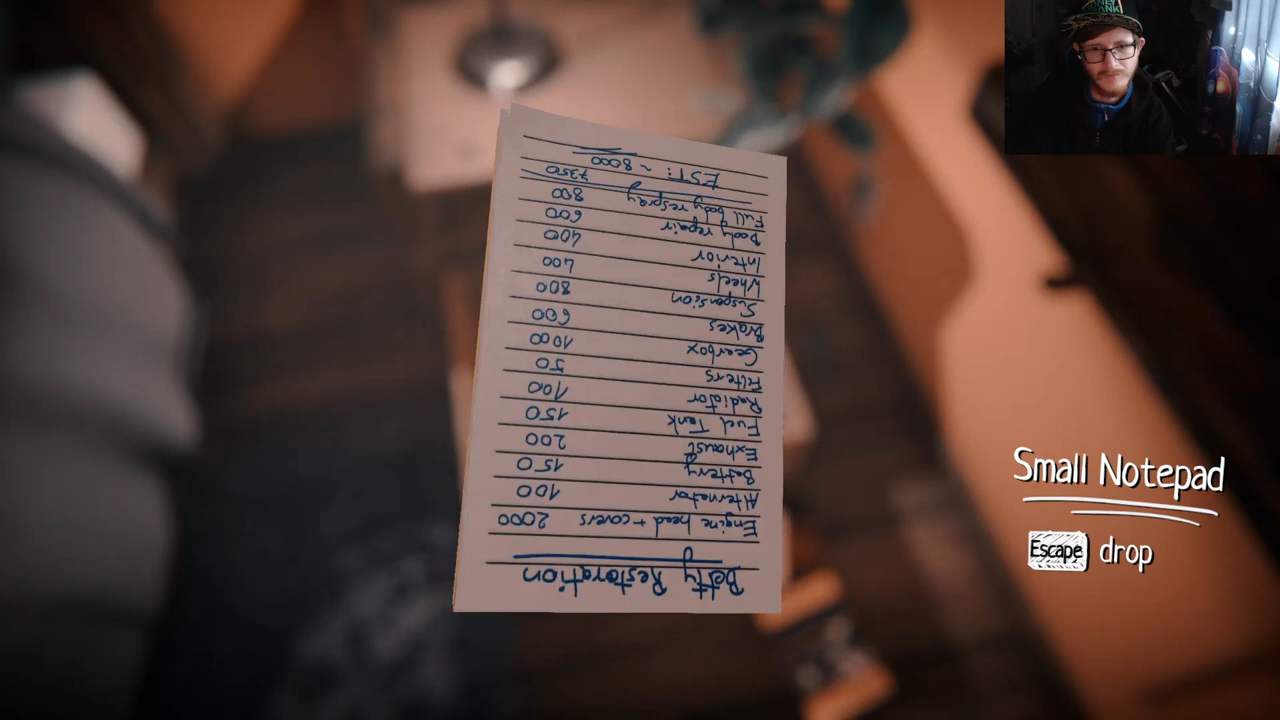 Betty Restoration
Engine head + covers 2000
Alternator 100
Battery 150
Exhaust 200
Fuel Tank 150
Radiator 100
Filters 50
Gearbox 1000
Brakes 600
Suspension 800
Wheels 400
Interior 400
Body repair 600
Full body respray 800
7350
EST: ~8000
Small Notepad
Escape drop